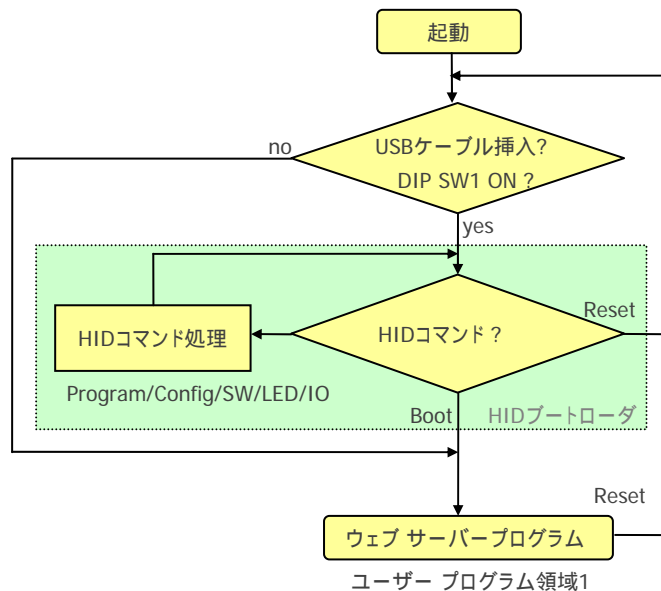 起動
USBケーブル挿入?
DIP SW1 ON ?
no
yes
HIDコマンド処理
HIDコマンド ?
Reset
Program/Config/SW/LED/IO
Boot
HIDブートローダ
Reset
ウェブ サーバープログラム
ユーザー プログラム領域1